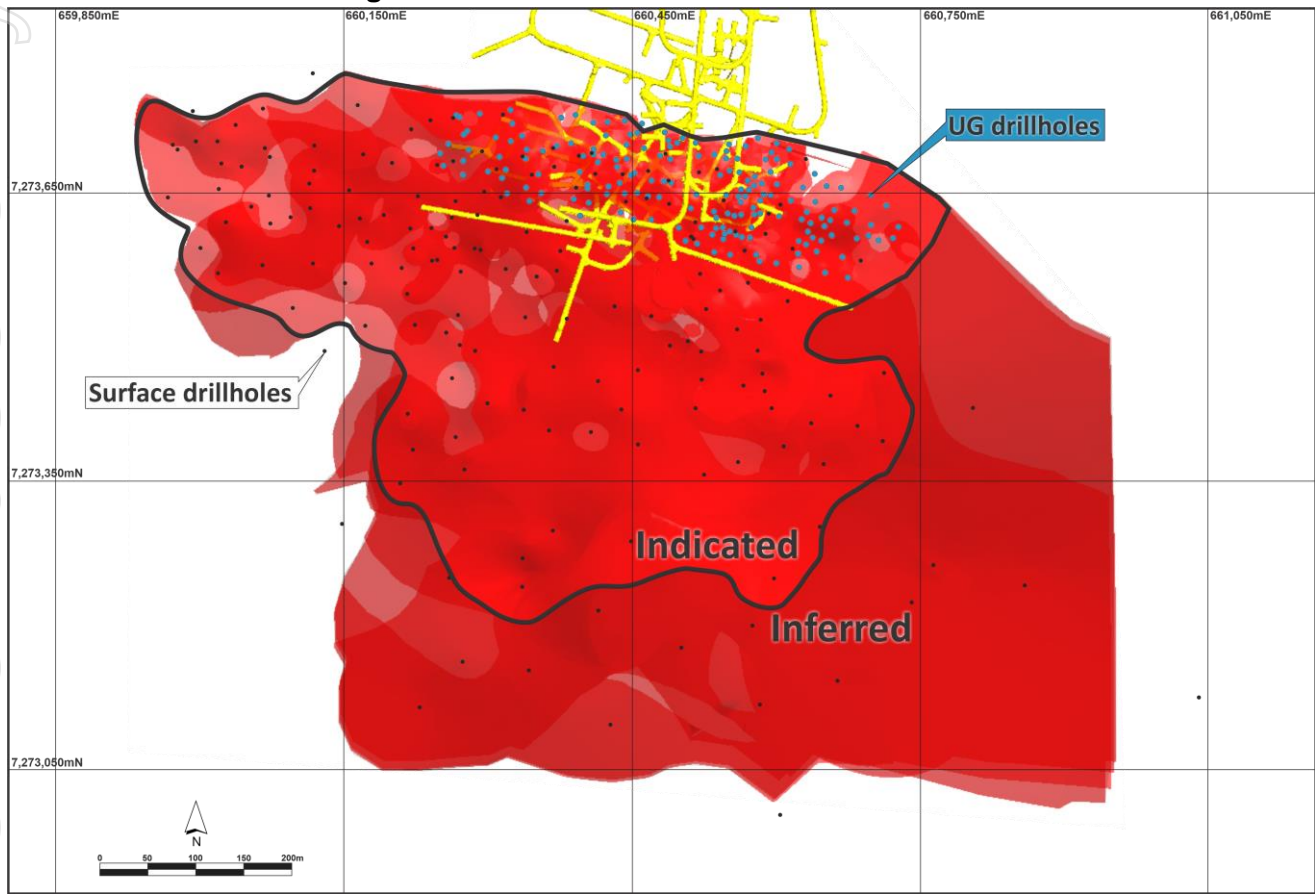 659,850mE
660,150mE
660,450mE
660,750mE
661,050mE
UG drillholes
7,273,650mN
Surface drillholes
7,273,350mN
Indicated
Inferred
7,273,050mN
N
0 50 100 150 200m